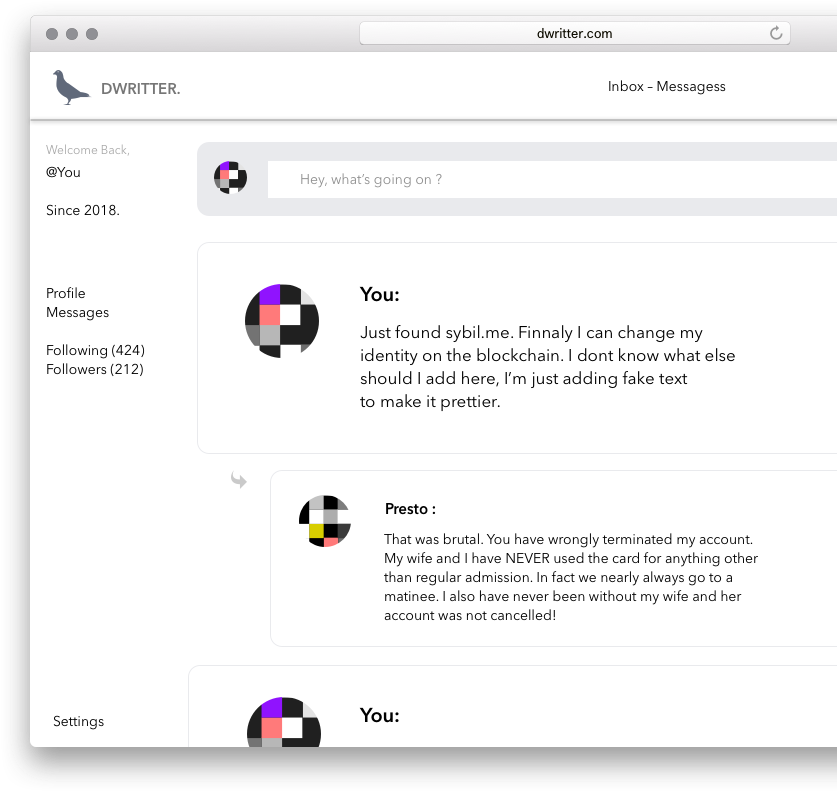 dwritter.com
DWRITTER.
Inbox – Messagess
Welcome Back,
@You
Since 2018.
Profile
Messages
Following (424)
Followers (212)
Settings
Hey, what’s going on ?
You:
Just found sybil.me. Finnaly I can change my
identity on the blockchain. I dont know what else
should I add here, I’m just adding fake text
to make it prettier.
Presto :
That was brutal. You have wrongly terminated my account.
My wife and I have NEVER used the card for anything other
than regular admission. In fact we nearly always go to a
matinee. I also have never been without my wife and her
account was not cancelled!
You: